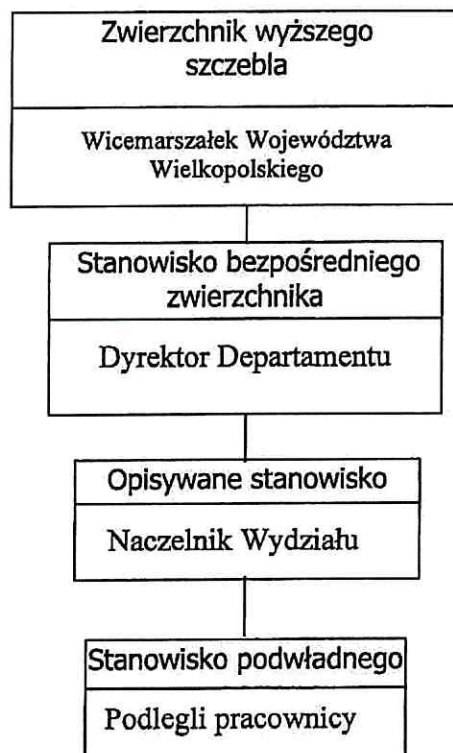 Zwierzchnik wyższego
szczebla
Wicemarszałek Województwa
Wielkopolskiego
Stanowisko bezpośredniego
zwierzchnika
Dyrektor Departamentu
Opisywane stanowisko
Naczelnik Wydziału
Stanowisko podwładnego
Podlegli pracownicy